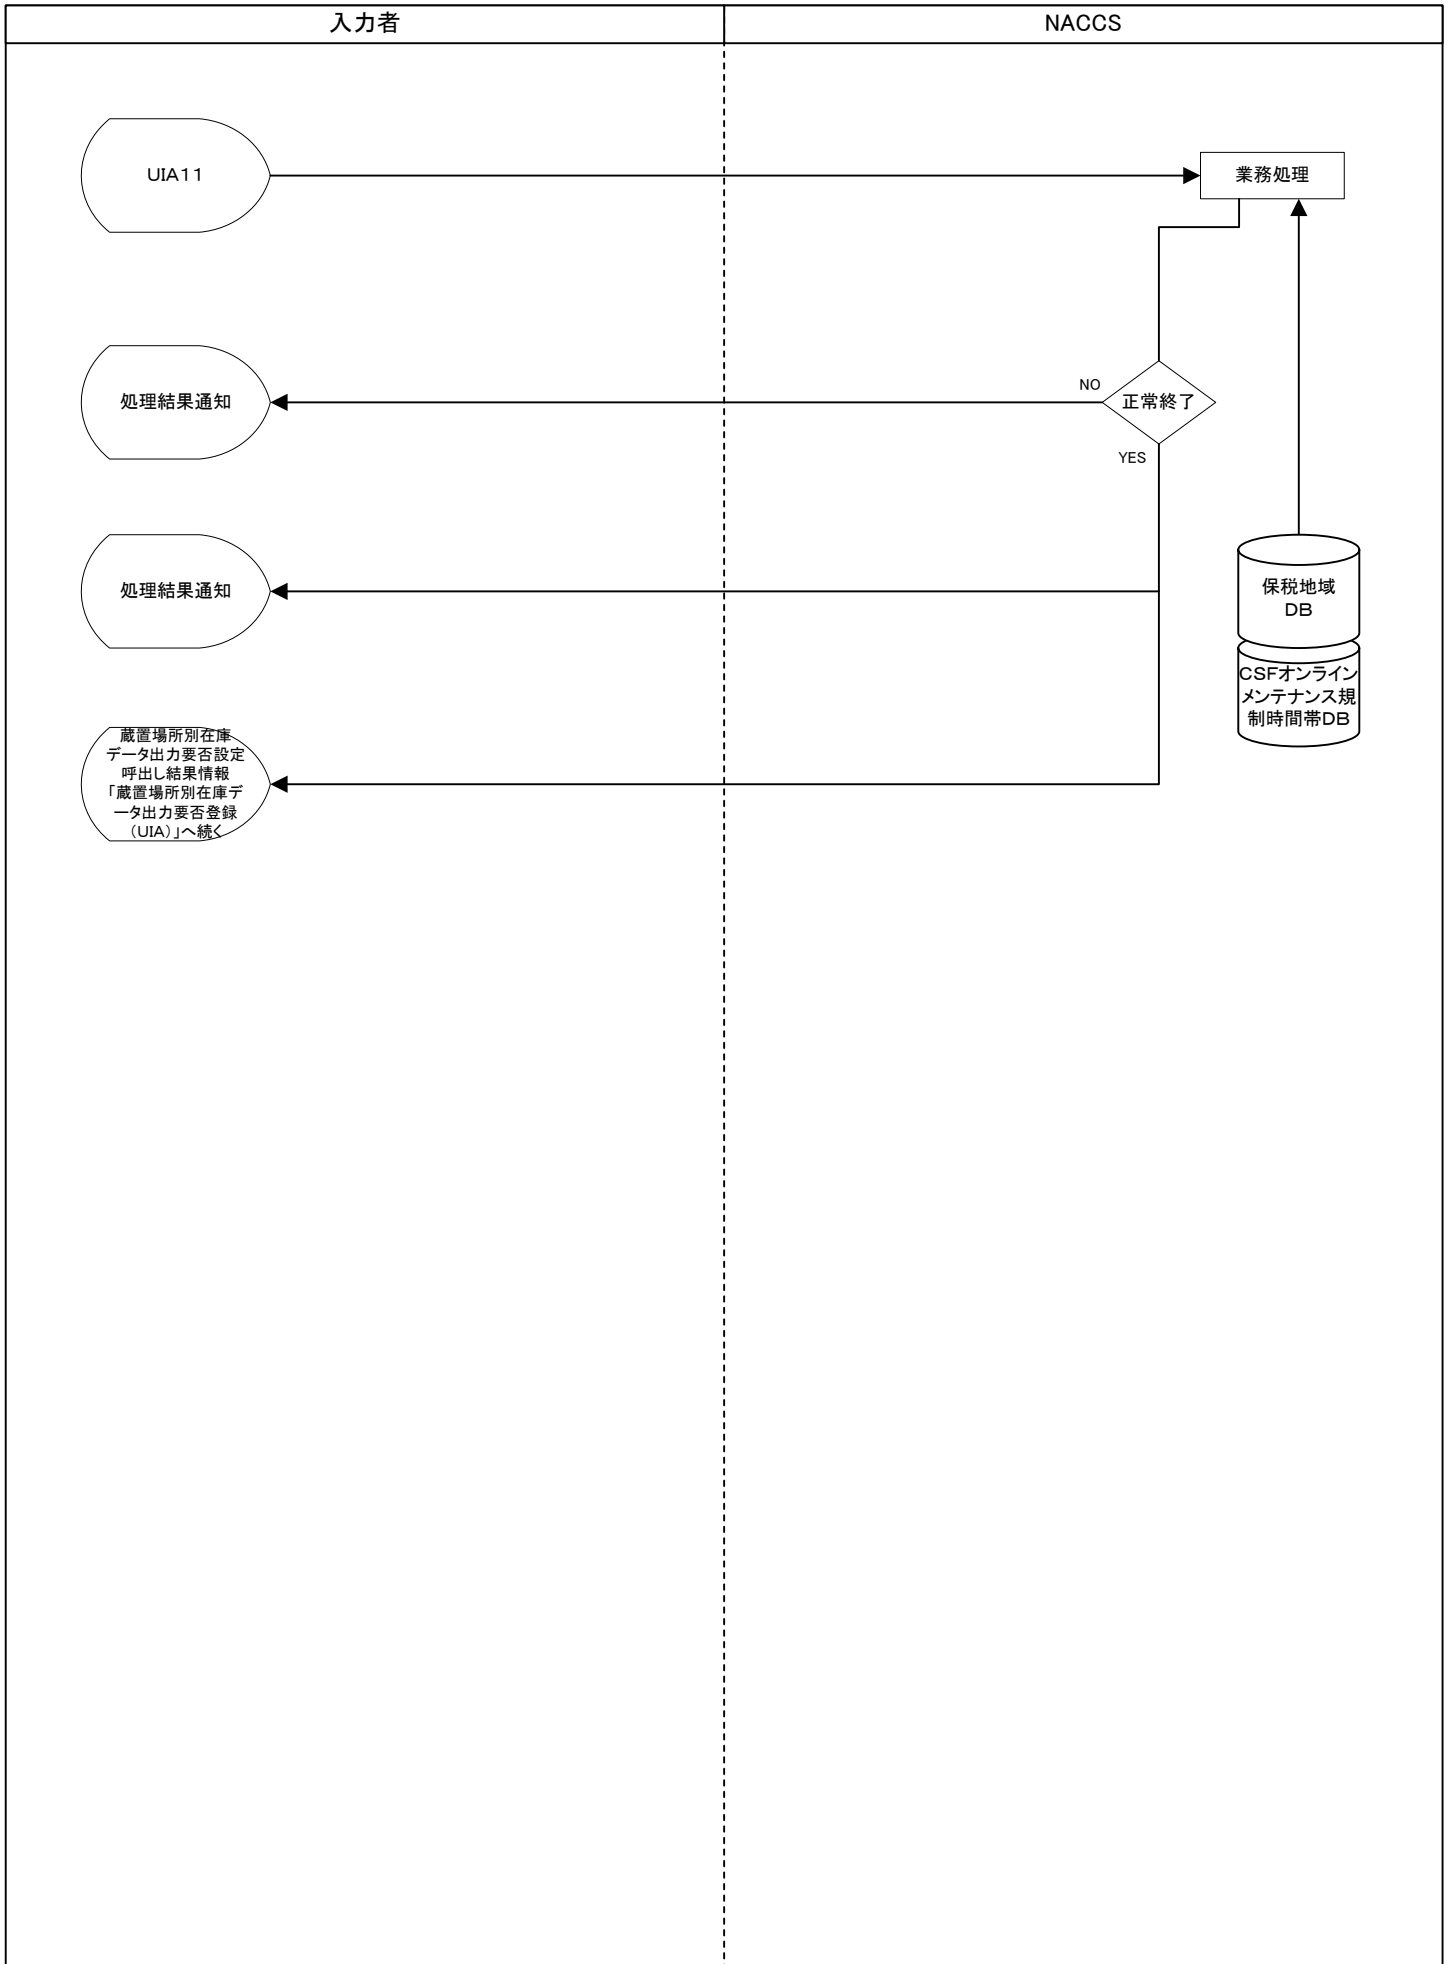 入力者
NACCS
UIA11
業務処理
処理結果通知
NO
正常終了
YES
処理結果通知
保税地域
DB
CSFオンライン
メンテナンス規
制時間帯DB
蔵置場所別在庫
データ出力要否設定
呼出し結果情報
「蔵置場所別在庫デ
ータ出力要否登録
(UIA)」へ続く